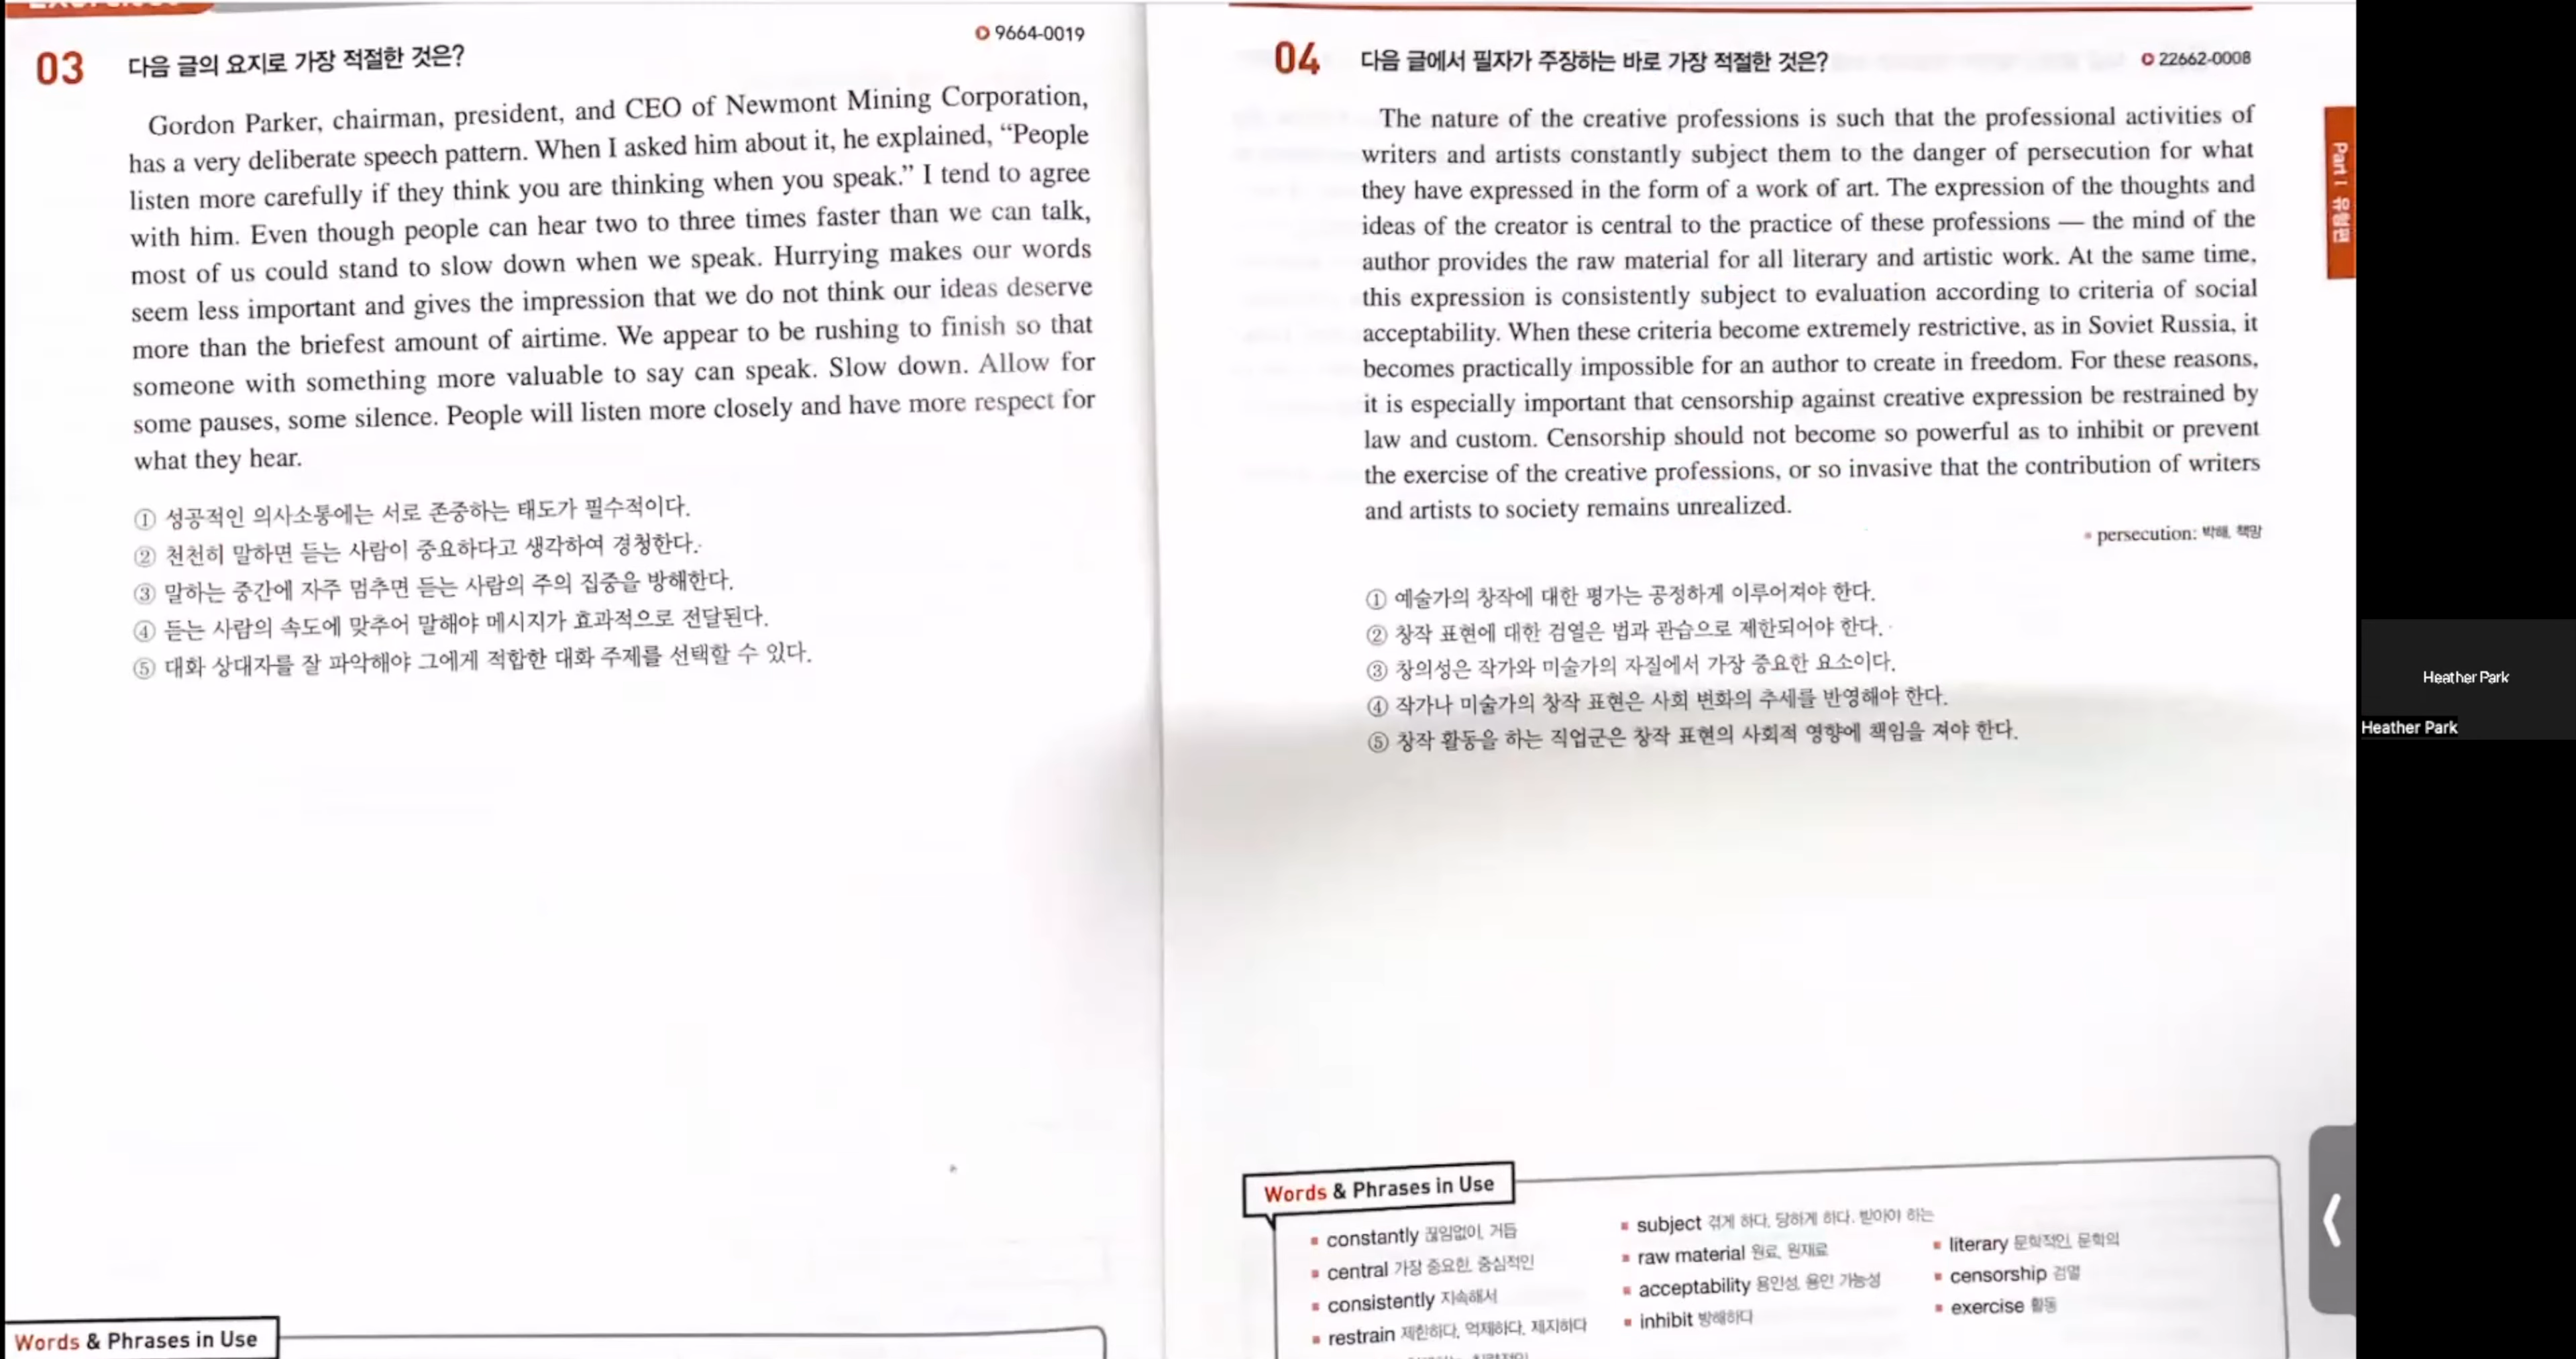 03
다음 글의 요지로 가장 적절한 것은?
9664-0019
Gordon Parker, chairman, president, and CEO of Newmont Mining Corporation,
has a very deliberate speech pattern. When I asked him about it, he explained, “People
listen more carefully if they think you are thinking when you speak.” I tend to agree
with him. Even though people can hear two to three times faster than we can talk,
most of us could stand to slow down when we speak. Hurrying makes our words
seem less important and gives the impression that we do not think our ideas deserve
more than the briefest amount of airtime. We appear to be rushing to finish so that
someone with something more valuable to say can speak. Slow down. Allow for
some pauses, some silence. People will listen more closely and have more respect for
what they hear.
① 성공적인 의사소통에는 서로 존중하는 태도가 필수적이다.
② 천천히 말하면 듣는 사람이 중요하다고 생각하여 경청한다.
③ 말하는 중간에 자주 멈추면 듣는 사람의 주의 집중을 방해한다.
④ 듣는 사람의 속도에 맞추어 말해야 메시지가 효과적으로 전달된다.
⑤ 대화 상대자를 잘 파악해야 그에게 적합한 대화 주제를 선택할 수 있다.
Words & Phrases in Use
04
다음 글에서 필자가 주장하는 바로 가장 적절한 것은?
22662-0008
The nature of the creative professions is such that the professional activities of
writers and artists constantly subject them to the danger of persecution for what
they have expressed in the form of a work of art. The expression of the thoughts and
ideas of the creator is central to the practice of these professions — the mind of the
author provides the raw material for all literary and artistic work. At the same time,
this expression is consistently subject to evaluation according to criteria of social
acceptability. When these criteria become extremely restrictive, as in Soviet Russia, it
becomes practically impossible for an author to create in freedom. For these reasons,
it is especially important that censorship against creative expression be restrained by
law and custom. Censorship should not become so powerful as to inhibit or prevent
the exercise of the creative professions, or so invasive that the contribution of writers
and artists to society remains unrealized.
persecution: 박해, 책망
① 예술가의 창작에 대한 평가는 공정하게 이루어져야 한다.
② 창작 표현에 대한 검열은 법과 관습으로 제한되어야 한다.
③ 창의성은 작가와 미술가의 자질에서 가장 중요한 요소이다.
④ 작가나 미술가의 창작 표현은 사회 변화의 추세를 반영해야 한다.
⑤ 창작 활동을 하는 직업군은 창작 표현의 사회적 영향에 책임을 져야 한다.
Part I 유형편
Words & Phrases in Use
constantly 끊임없이, 거듭
subject 겪게 하다, 당하게 하다, 받아야 하는
central 가장 중요한, 중심적인
raw material 원료, 원재료
literary 문학적인, 문학의
consistently 지속해서
acceptability 용인성, 용인 가능성
censorship 검열
restrain 제한하다, 억제하다, 제지하다
inhibit 방해하다
exercise 활동
Heather Park
Heather Park